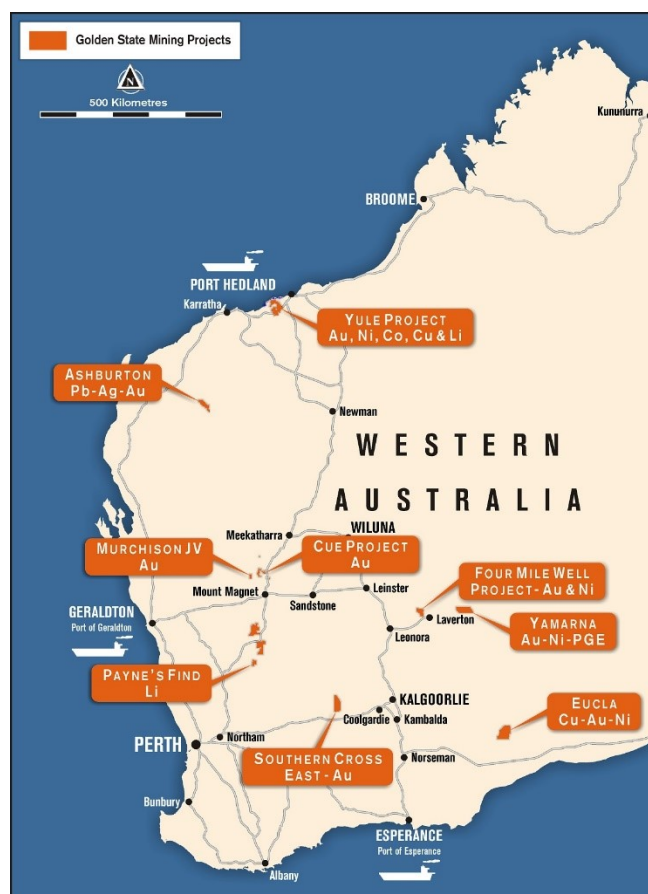 Golden State Mining Projects
N
500 Kilometres
Kununurra
BROOME
PORT HEDLAND
Karratha
YULE PROJECT
Au, Ni, Co, Cu & Li
ASHBURTON
Pb-Ag-Au
Newman
WESTERN
AUSTRALIA
Meekatharra
WILUNA
MURCHISON JV
Au
CUE PROJECT
Au
Mount Magnet
Sandstone
Leinster
FOUR MILE WELL
PROJECT - Au & Ni
GERALDTON
Port of Geraldton
Leonora
Laverton
YAMARNA
Au-Ni-PGE
PAYNE'S FIND
Li
KALGOORLIE
Coolgardie
Kambalda
EUCLA
Cu-Au-Ni
PERTH
Northam
SOUTHERN CROSS
EAST - Au
Norseman
Bunbury
ESPERANCE
Port of Esperance
Albany